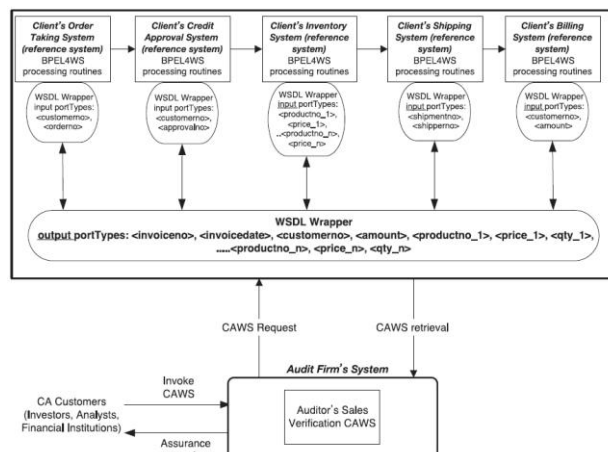 Client's Order
Taking System
(reference system)
BPEL4WS
processing routines
Client's Credit
Approval System
(reference system)
BPEL4WS
processing routines
Client's Inventory
System (reference
system)
BPEL4WS
processing routines
Client's Shipping
System (reference
system)
BPEL4WS
processing routines
Client's Billing
System (reference
system)
BPEL4WS
processing routines
WSDL Wrapper
input portTypes:
<customerno>,
<orderno>
WSDL Wrapper
input portTypes:
<customerno>,
<approvalno>
WSDL Wrapper
input portTypes:
<productno_1>,
<price_1>,
..<productno_n>,
<price_n>
WSDL Wrapper
input portTypes:
<shipmentno>,
<shipperno>
WSDL Wrapper
input portTypes:
<customerno>,
<amount>
WSDL Wrapper
output portTypes: <invoiceno>, <invoicedate>, <customerno>, <amount>, <productno_1>, <price_1>, <qty_1>,
.....<productno_n>, <price_n>, <qty_n>
CAWS Request
CAWS retrieval
Audit Firm's System
Invoke
CAWS
CA Customers
(Investors, Analysts,
Financial Institutions)
Auditor's Sales
Verification CAWS
Assurance